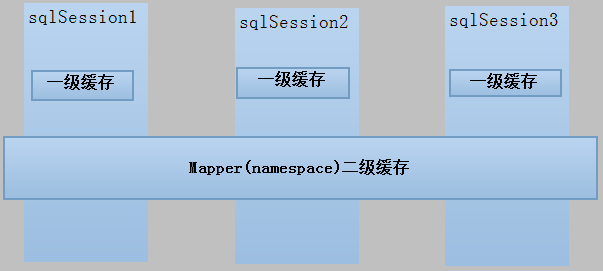 sqlSession1
sqlSession2
sqlSession3
一级缓存
一级缓存
一级缓存
Mapper(namespace)二级缓存